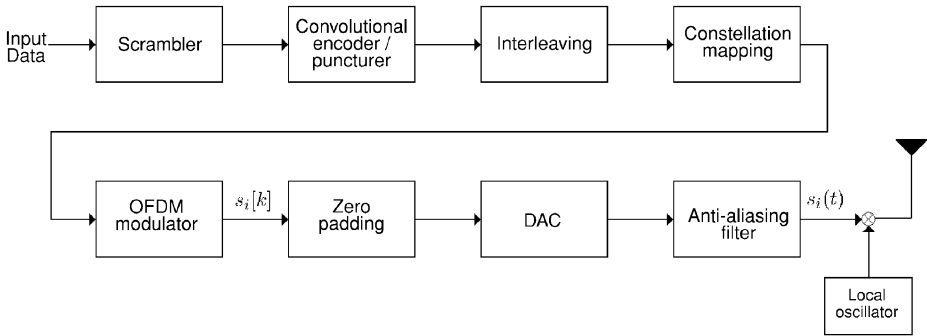 Input
Data
Scrambler
Convolutional
encoder /
puncturer
Interleaving
Constellation
mapping
OFDM
modulator
s_i[k]
Zero
padding
DAC
Anti-aliasing
filter
s_i(t)
Local
oscillator